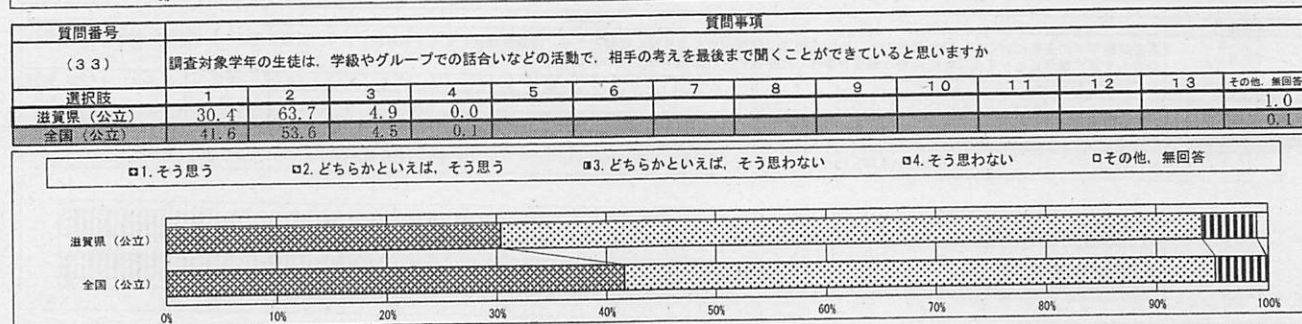 質問番号 質問事項
(33) 調査対象学年の生徒は，学級やグループでの話合いなどの活動で，相手の考えを最後まで聞くことができていると思いますか
選択肢 1 2 3 4 5 6 7 8 9 10 11 12 13 その他，無回答
滋賀県（公立） 30.4 63.7 4.9 0.0 1.0
全国（公立） 41.6 53.6 4.5 0.1 0.1
1.そう思う 2.どちらかといえば，そう思う 3.どちらかといえば，そう思わない 4.そう思わない その他，無回答
滋賀県（公立）
全国（公立）
0% 10% 20% 30% 40% 50% 60% 70% 80% 90% 100%